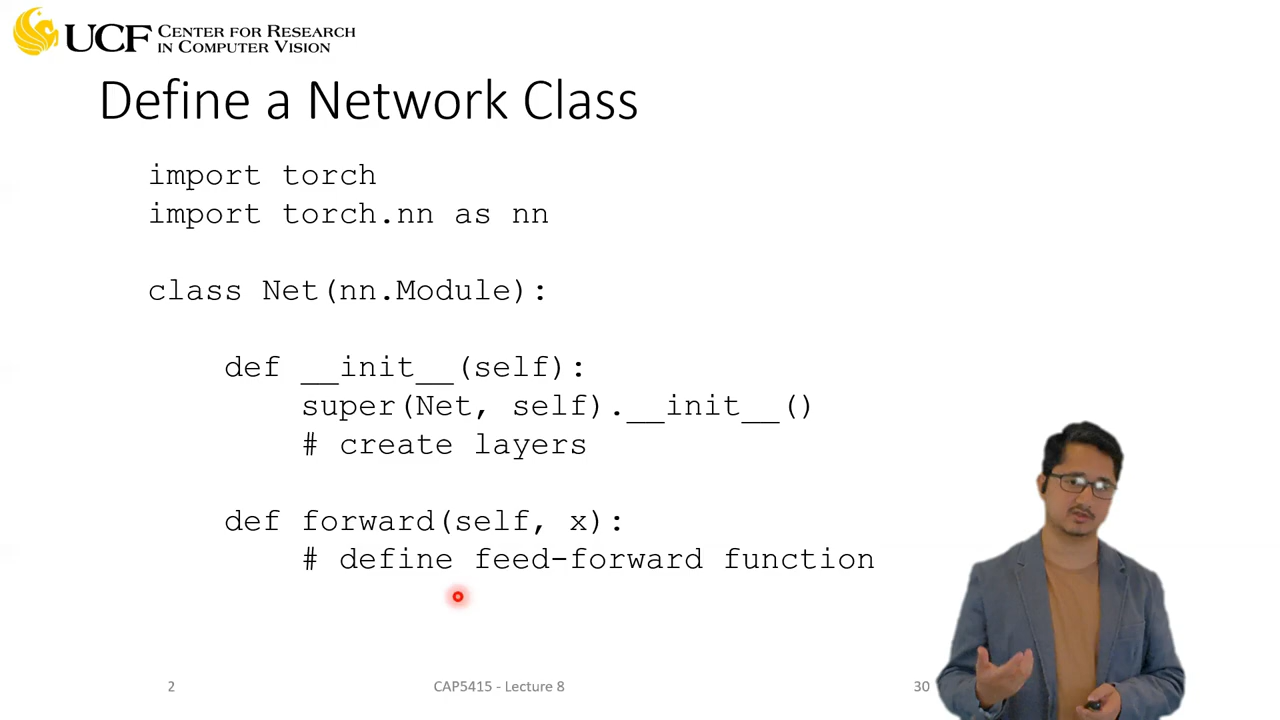 UCF CENTER FOR RESEARCH
IN COMPUTER VISION
Define a Network Class
import torch
import torch.nn as nn
class Net(nn.Module):
def __init__(self):
super(Net, self).__init__()
# create layers
def forward(self, x):
# define feed-forward function
2
CAP5415 - Lecture 8
30